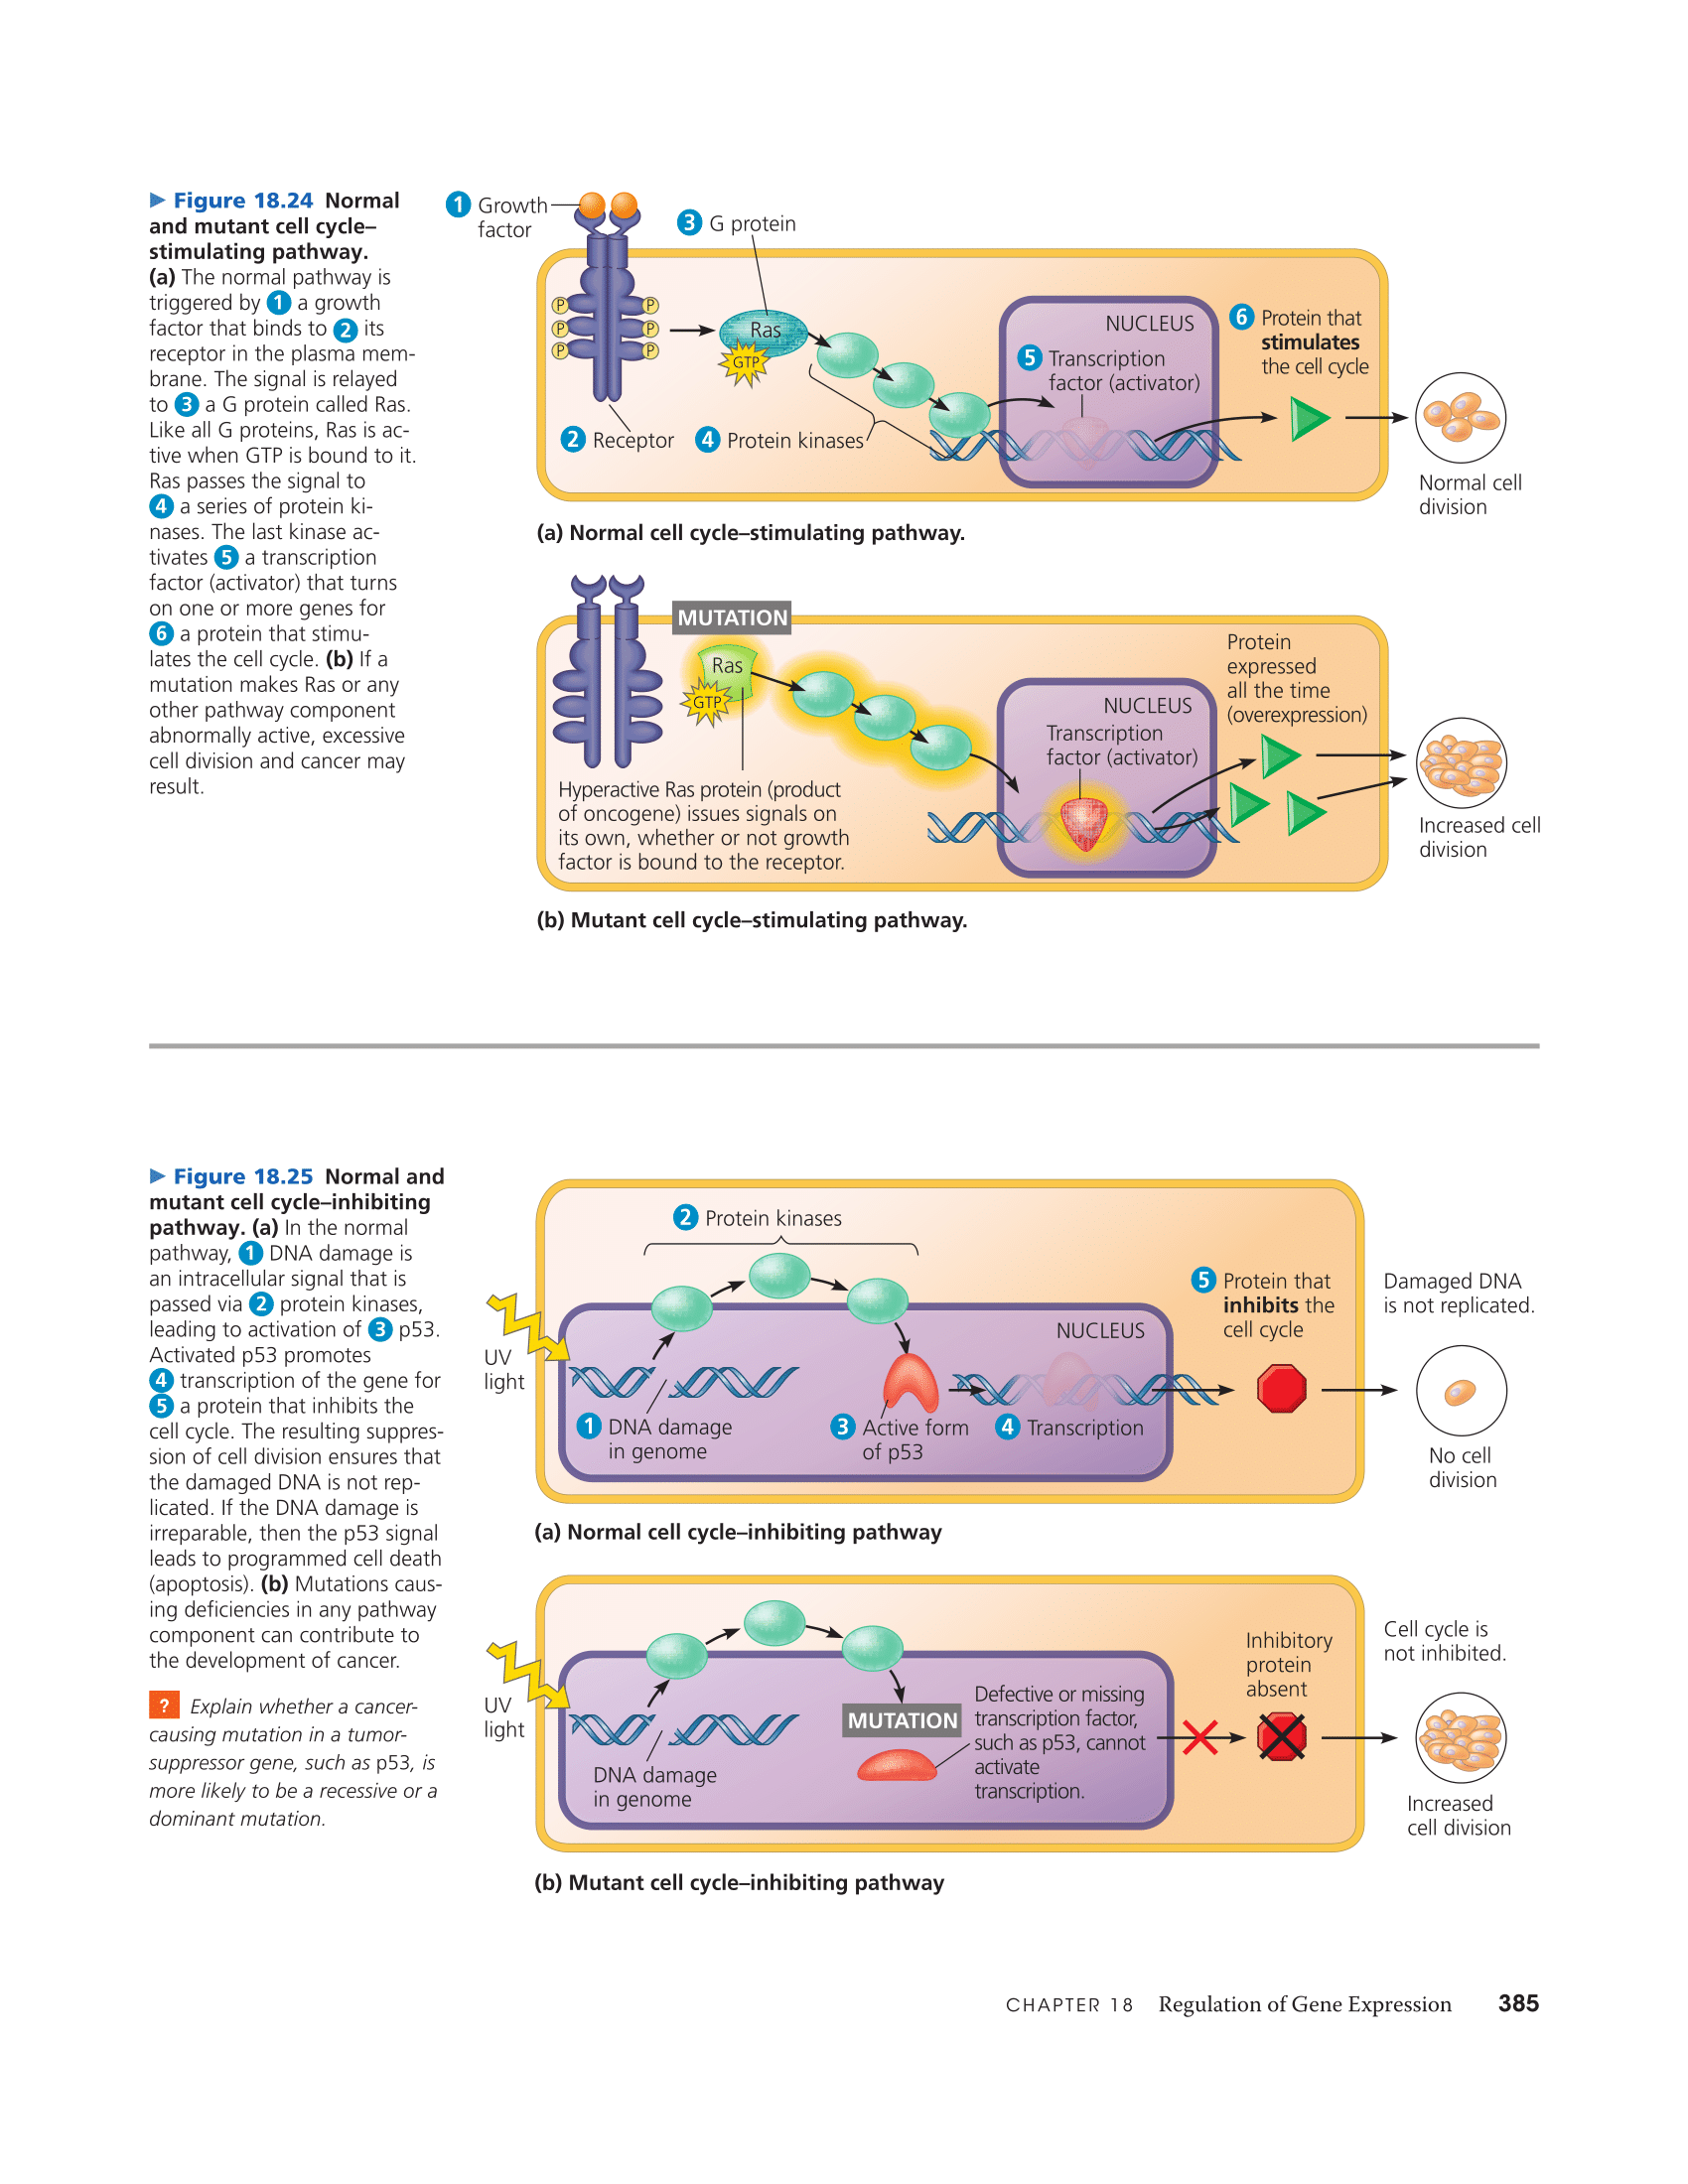 ▶ Figure 18.24 Normal
and mutant cell cycle–
stimulating pathway.
(a) The normal pathway is
triggered by 1 a growth
factor that binds to 2 its
receptor in the plasma mem-
brane. The signal is relayed
to 3 a G protein called Ras.
Like all G proteins, Ras is ac-
tive when GTP is bound to it.
Ras passes the signal to
4 a series of protein ki-
nases. The last kinase ac-
tivates 5 a transcription
factor (activator) that turns
on one or more genes for
6 a protein that stimu-
lates the cell cycle. (b) If a
mutation makes Ras or any
other pathway component
abnormally active, excessive
cell division and cancer may
result.
1 Growth
factor
3 G protein
P
P
P
P
P
P
Ras
GTP
2 Receptor
4 Protein kinases
NUCLEUS
5 Transcription
factor (activator)
6 Protein that
stimulates
the cell cycle
Normal cell
division
(a) Normal cell cycle–stimulating pathway.
MUTATION
Ras
GTP
Hyperactive Ras protein (product
of oncogene) issues signals on
its own, whether or not growth
factor is bound to the receptor.
NUCLEUS
Transcription
factor (activator)
Protein
expressed
all the time
(overexpression)
Increased cell
division
(b) Mutant cell cycle–stimulating pathway.
▶ Figure 18.25 Normal and
mutant cell cycle–inhibiting
pathway. (a) In the normal
pathway, 1 DNA damage is
an intracellular signal that is
passed via 2 protein kinases,
leading to activation of 3 p53.
Activated p53 promotes
4 transcription of the gene for
5 a protein that inhibits the
cell cycle. The resulting suppres-
sion of cell division ensures that
the damaged DNA is not rep-
licated. If the DNA damage is
irreparable, then the p53 signal
leads to programmed cell death
(apoptosis). (b) Mutations caus-
ing deficiencies in any pathway
component can contribute to
the development of cancer.
? Explain whether a cancer-
causing mutation in a tumor-
suppressor gene, such as p53, is
more likely to be a recessive or a
dominant mutation.
2 Protein kinases
UV
light
NUCLEUS
1 DNA damage
in genome
3 Active form
of p53
4 Transcription
5 Protein that
inhibits the
cell cycle
Damaged DNA
is not replicated.
No cell
division
(a) Normal cell cycle–inhibiting pathway
UV
light
DNA damage
in genome
MUTATION
Defective or missing
transcription factor,
such as p53, cannot
activate
transcription.
Inhibitory
protein
absent
Cell cycle is
not inhibited.
Increased
cell division
(b) Mutant cell cycle–inhibiting pathway
CHAPTER 18 Regulation of Gene Expression 385